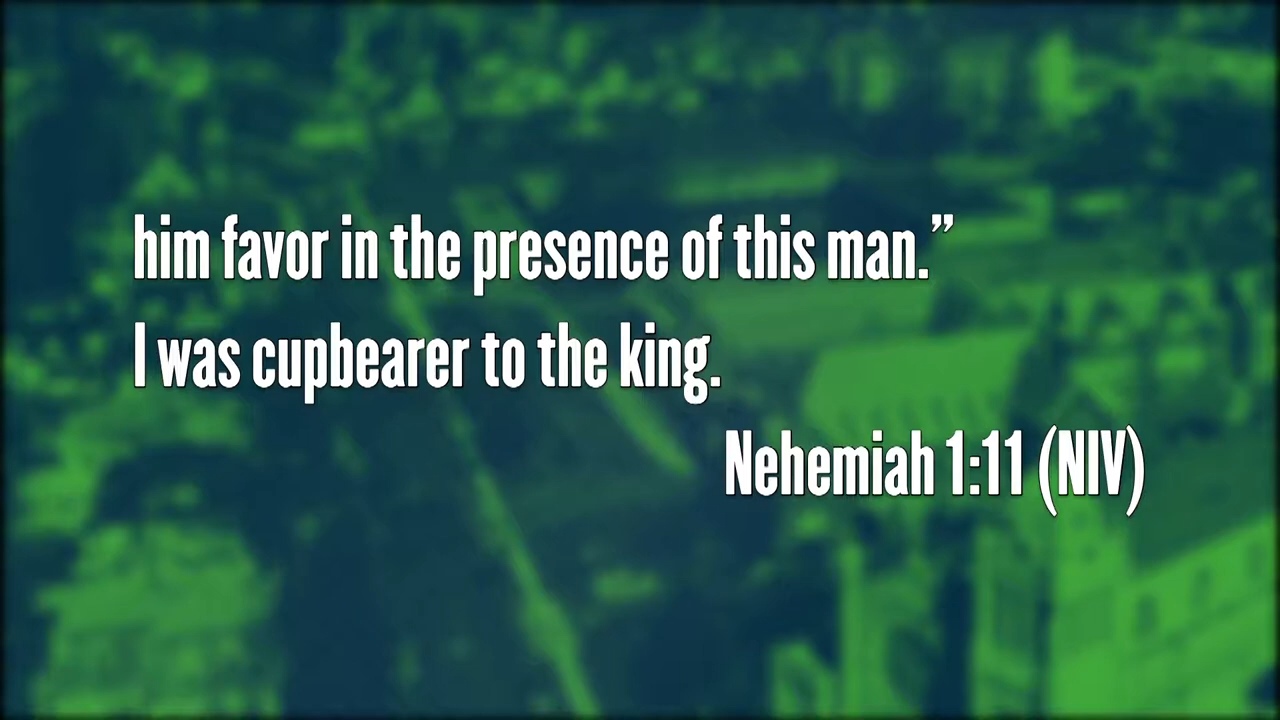 him favor in the presence of this man.”
I was cupbearer to the king.
Nehemiah 1:11 (NIV)